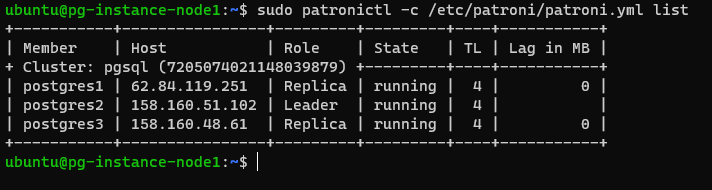 ubuntu@pg-instance-node1:~$ sudo patronictl -c /etc/patroni/patroni.yml list
+-----------+----------------+---------+---------+----+-----------+
| Member    | Host           | Role    | State   | TL | Lag in MB |
+ Cluster: pgsql (7205074021148039879) +---------+----+-----------+
| postgres1 | 62.84.119.251  | Replica | running |  4 |         0 |
| postgres2 | 158.160.51.102 | Leader  | running |  4 |           |
| postgres3 | 158.160.48.61  | Replica | running |  4 |         0 |
+-----------+----------------+---------+---------+----+-----------+
ubuntu@pg-instance-node1:~$